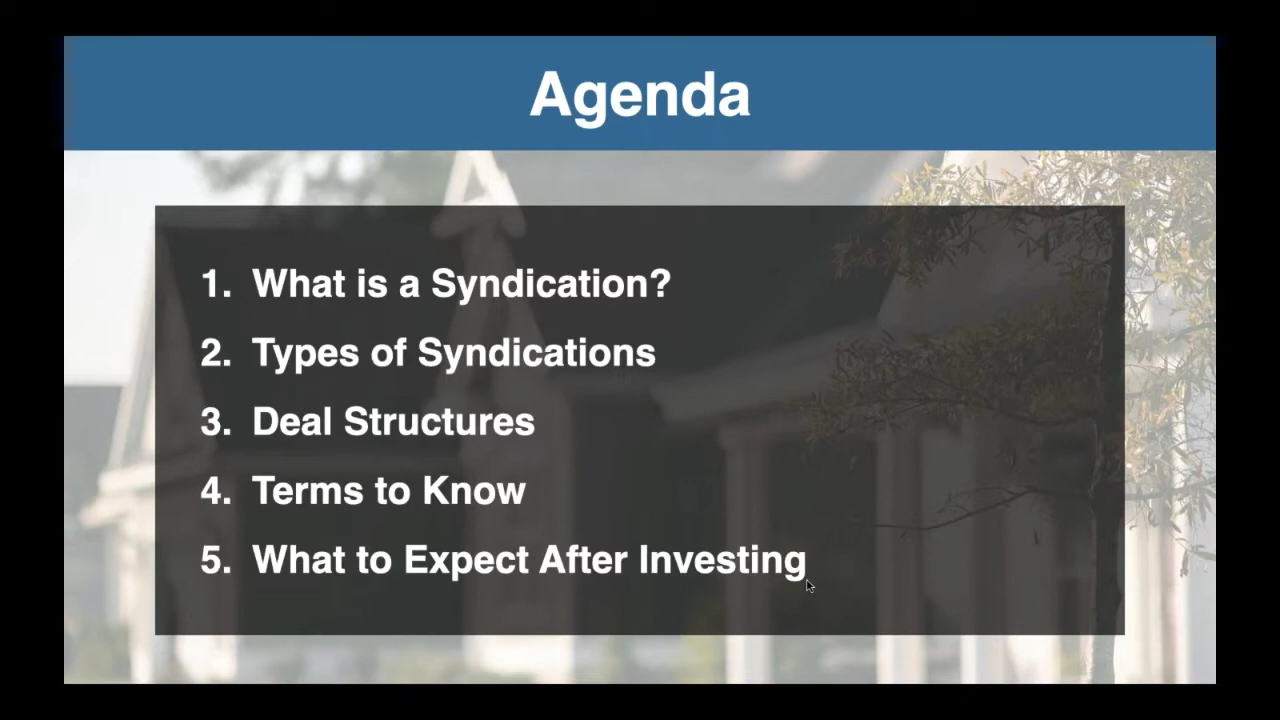 Agenda
1. What is a Syndication?
2. Types of Syndications
3. Deal Structures
4. Terms to Know
5. What to Expect After Investing